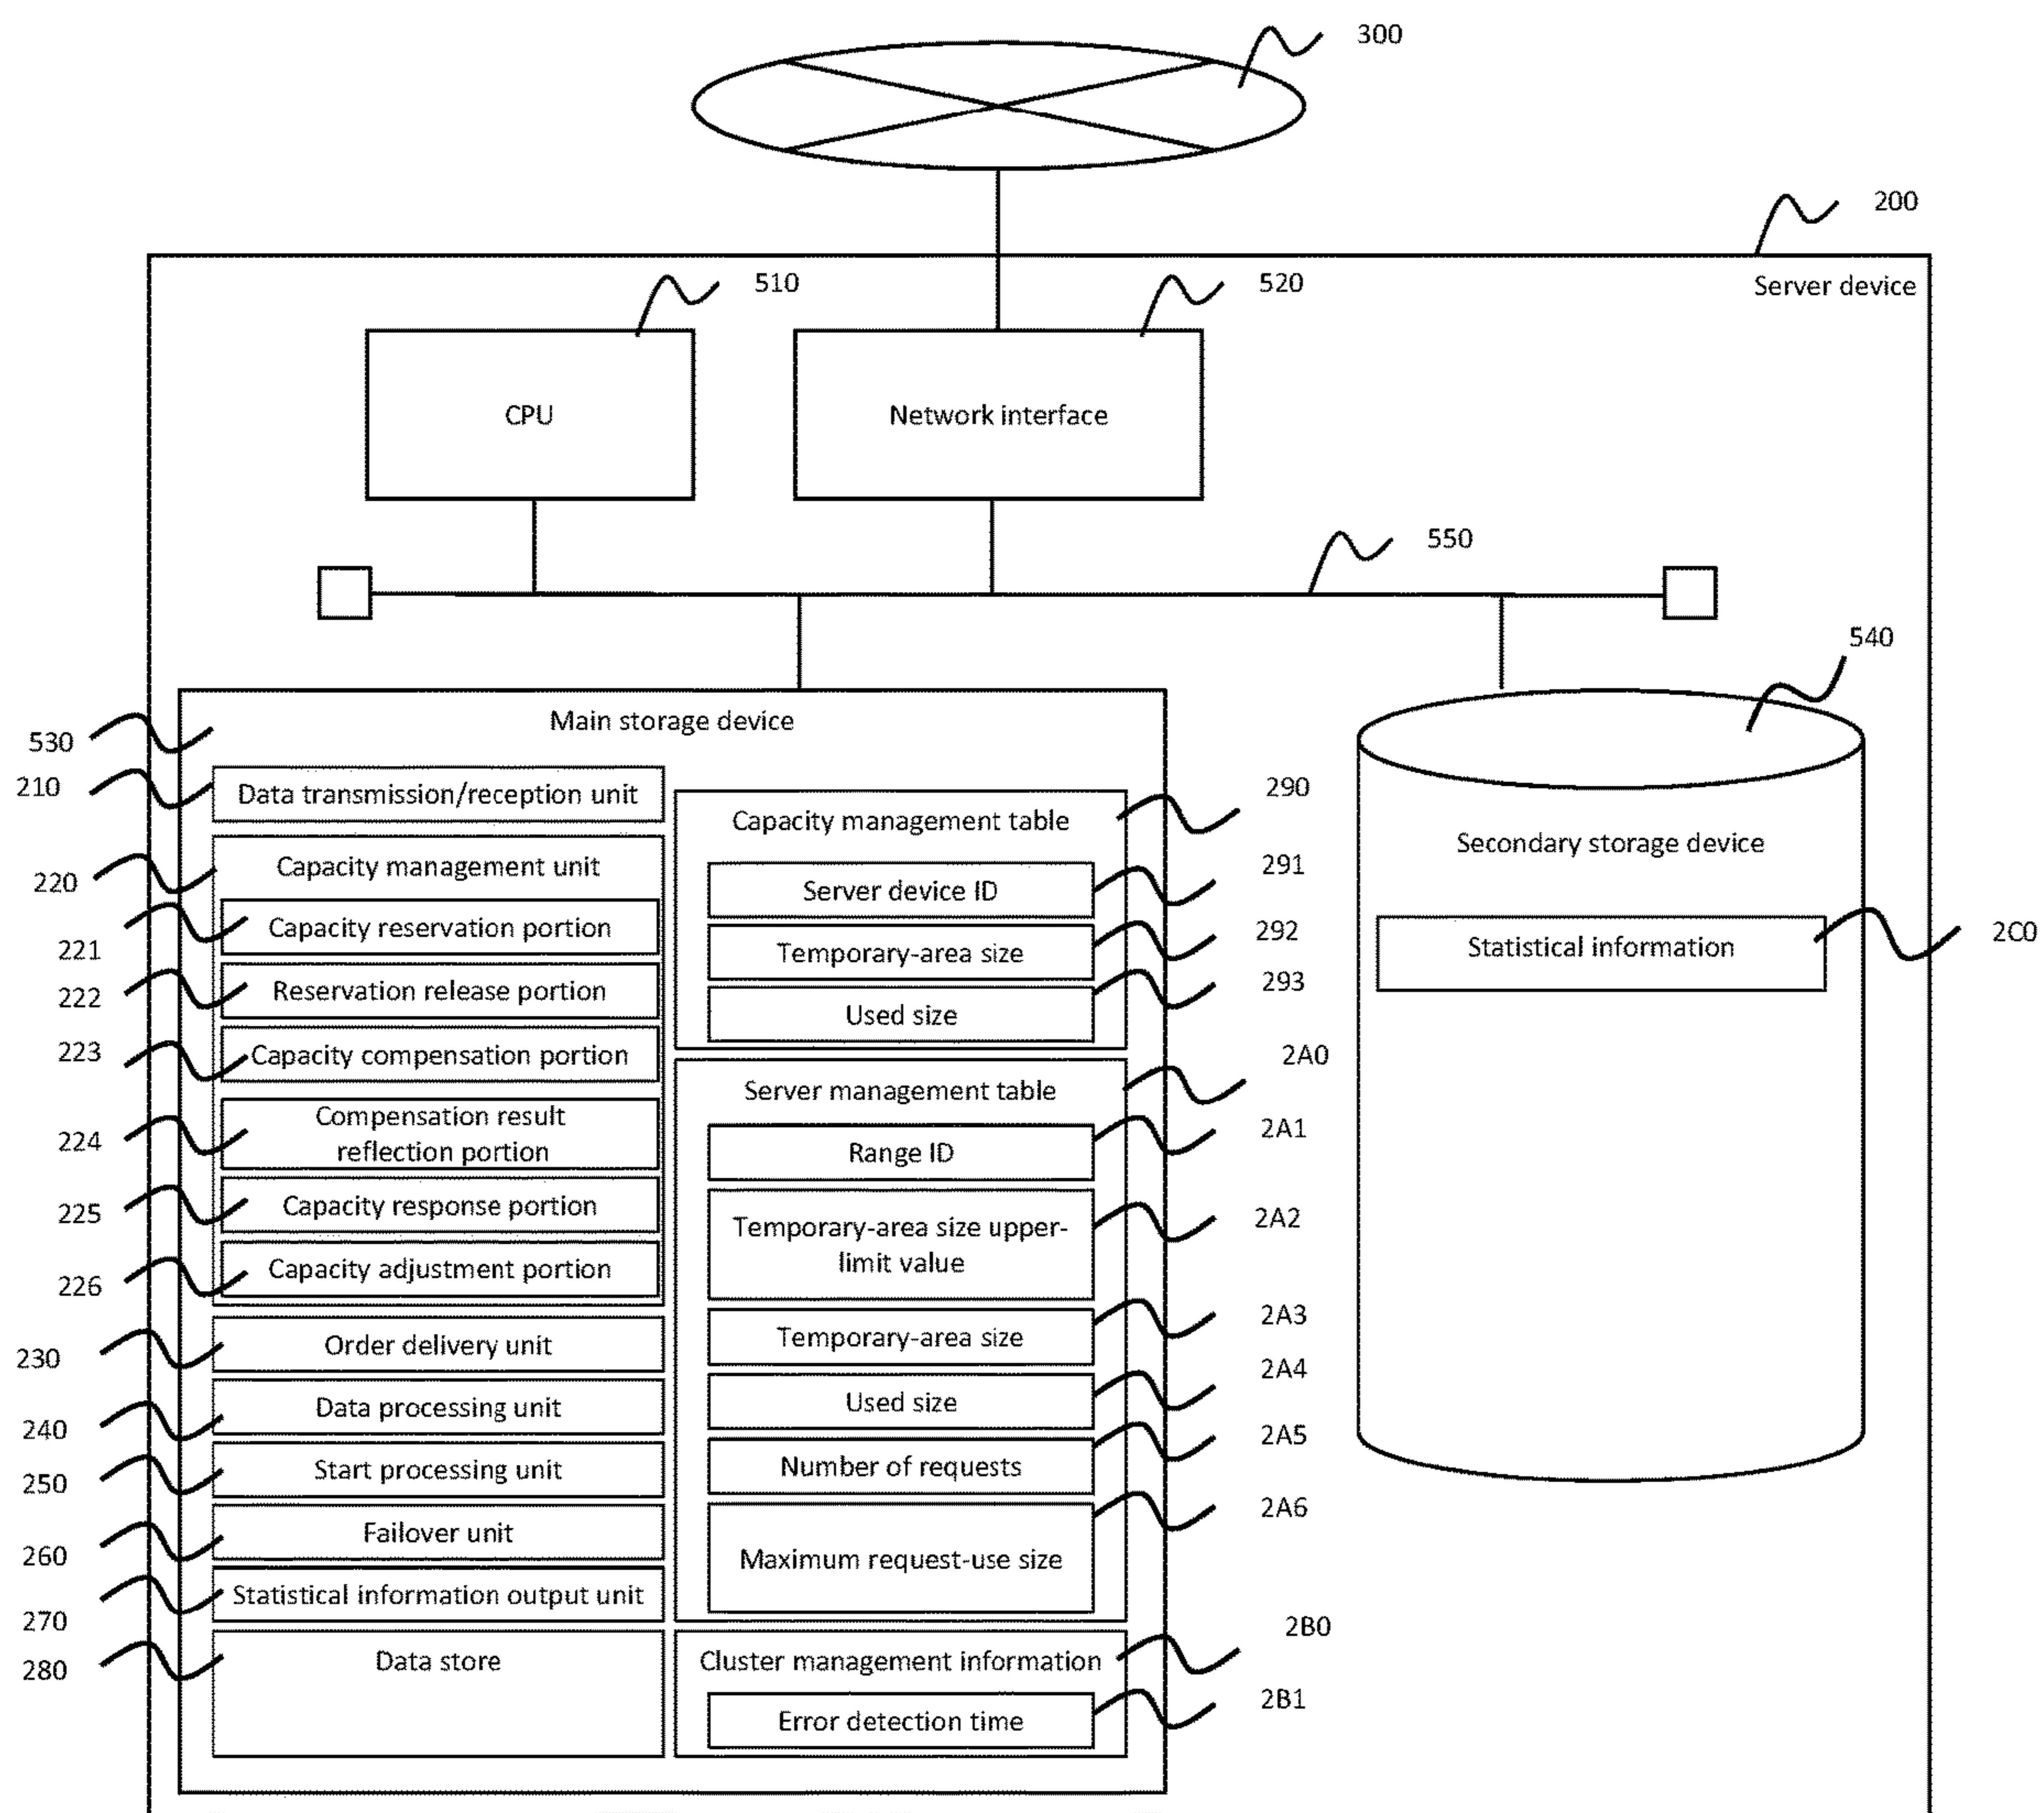 300
200
Server device
510
520
CPU
Network interface
550
540
530
Main storage device
210
Data transmission/reception unit
220
Capacity management unit
221
Capacity reservation portion
222
Reservation release portion
223
Capacity compensation portion
224
Compensation result
reflection portion
225
Capacity response portion
226
Capacity adjustment portion
230
Order delivery unit
240
Data processing unit
250
Start processing unit
260
Failover unit
270
Statistical information output unit
280
Data store
290
Capacity management table
291
Server device ID
292
Temporary-area size
293
Used size
2A0
Server management table
2A1
Range ID
2A2
Temporary-area size upper-
limit value
2A3
Temporary-area size
2A4
Used size
2A5
Number of requests
2A6
Maximum request-use size
2B0
Cluster management information
2B1
Error detection time
Secondary storage device
Statistical information
2C0